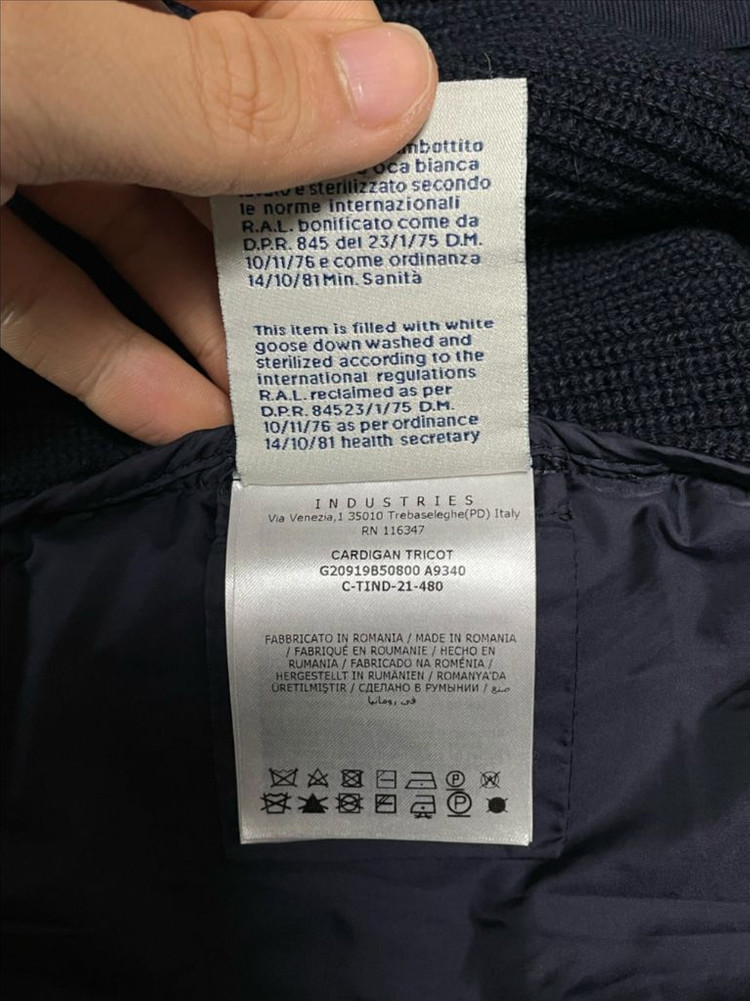 mbottito
oca bianca
e sterilizzato secondo
le norme internazionali
R.A.L. bonificato come da
D.P.R. 845 del 23/1/75 D.M.
10/11/76 e come ordinanza
14/10/81 Min. Sanità
This item is filled with white
goose down washed and
sterilized according to the
international regulations
R.A.L. reclaimed as per
D.P.R. 84523/1/75 D.M.
10/11/76 as per ordinance
14/10/81 health secretary
INDUSTRIES
Via Venezia,1 35010 Trebaseleghe(PD) Italy
RN 116347
CARDIGAN TRICOT
G20919B50800 A9340
C-TIND-21-480
FABBRICATO IN ROMANIA / MADE IN ROMANIA
/ FABRIQUÉ EN ROUMANIE / HECHO EN
RUMANIA / FABRICADO NA ROMÉNIA /
HERGESTELLT IN RUMÄNIEN / ROMANYA'DA
ÜRETILMIŞTIR / СДЕЛАНО В РУМЫНИИ / صنع
في رومانيا
P
P